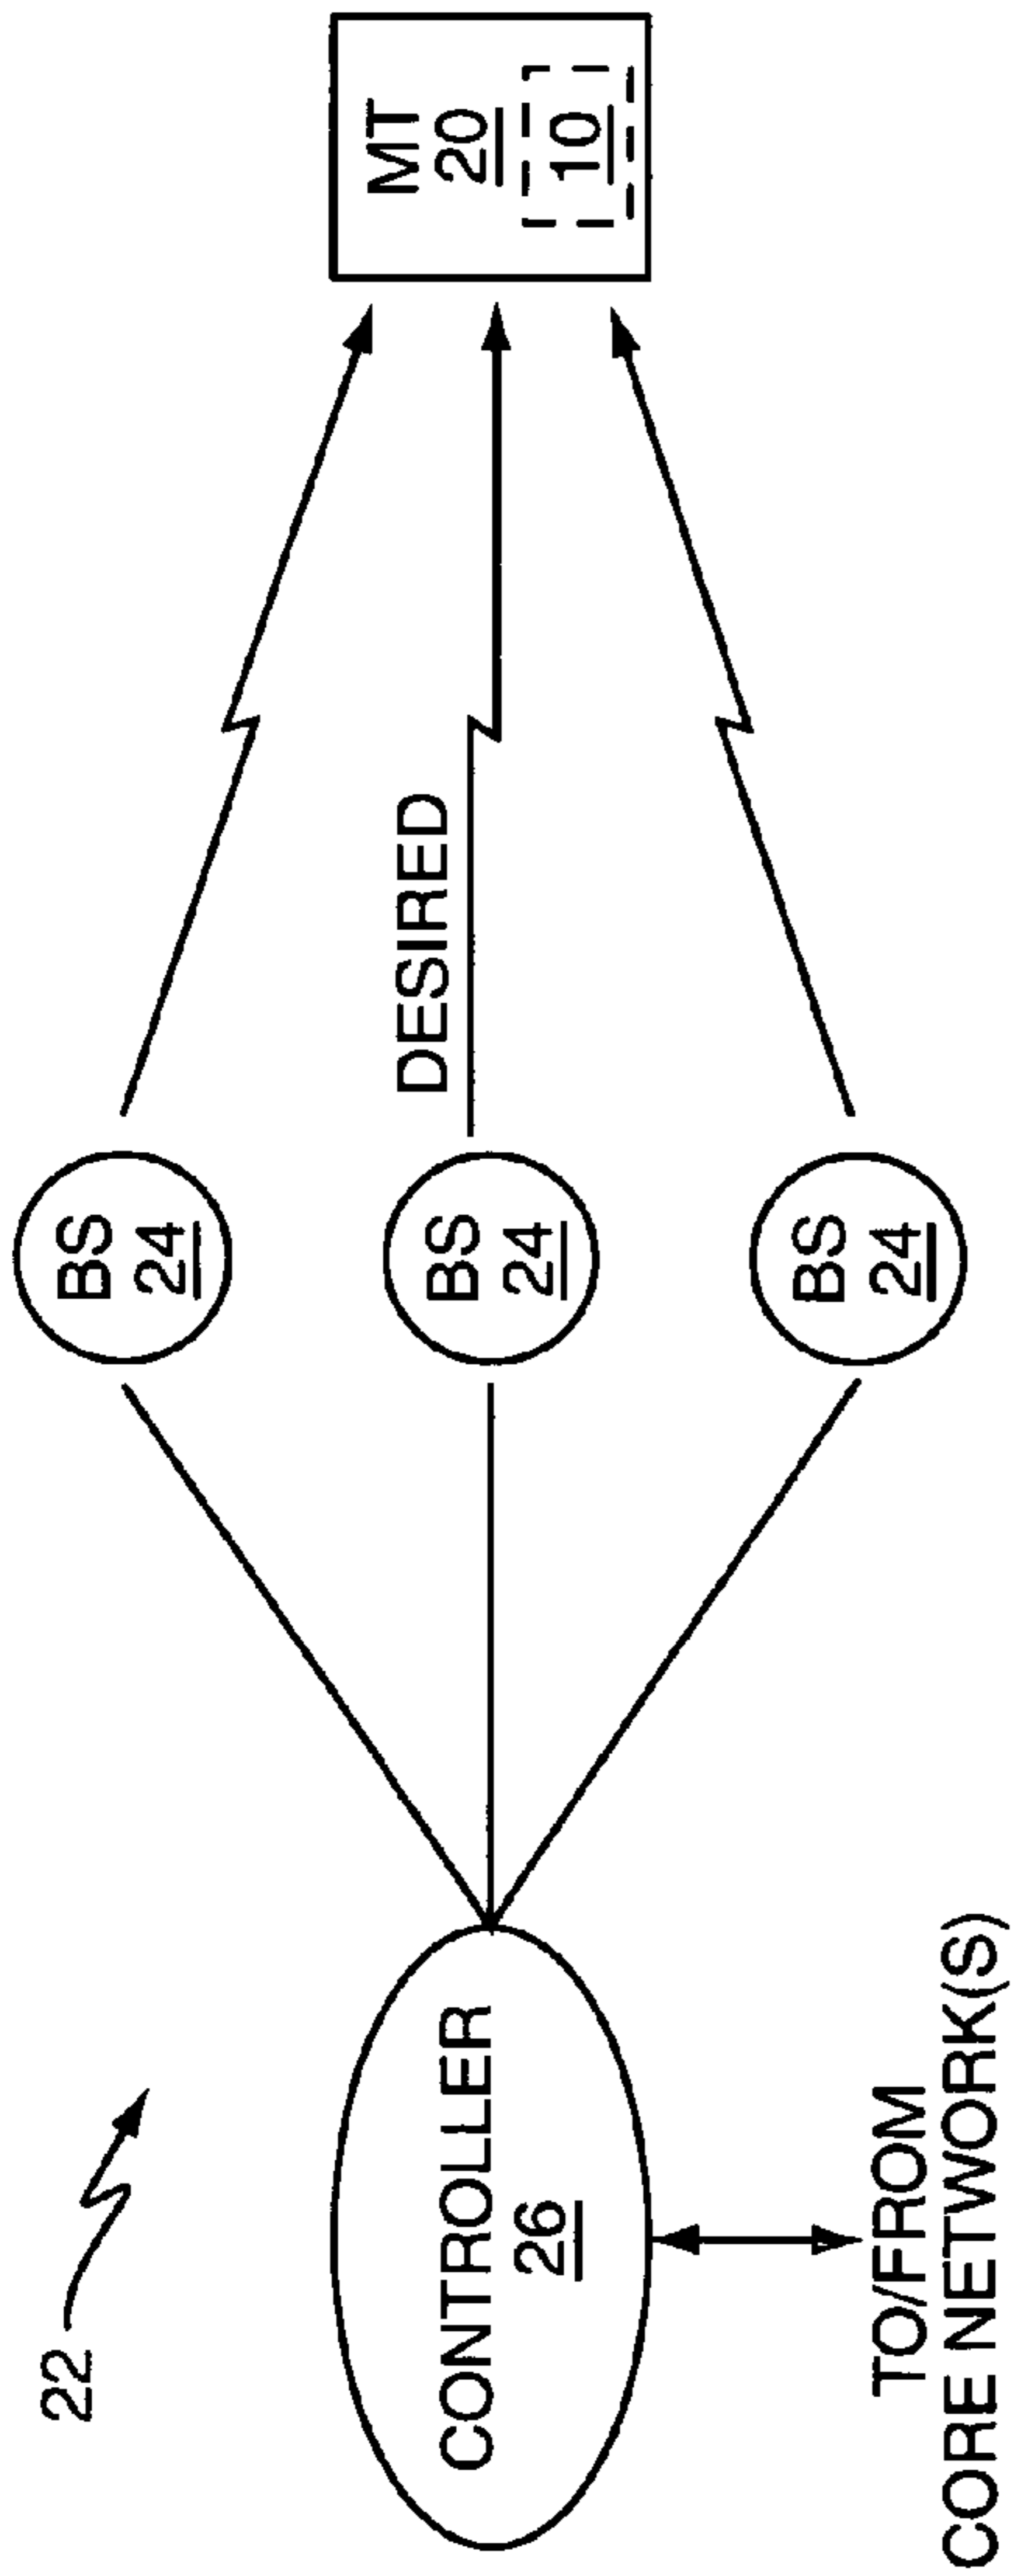 22
CONTROLLER
26
TO/FROM
CORE NETWORK(S)
BS
24
BS
24
BS
24
DESIRED
MT
20
10